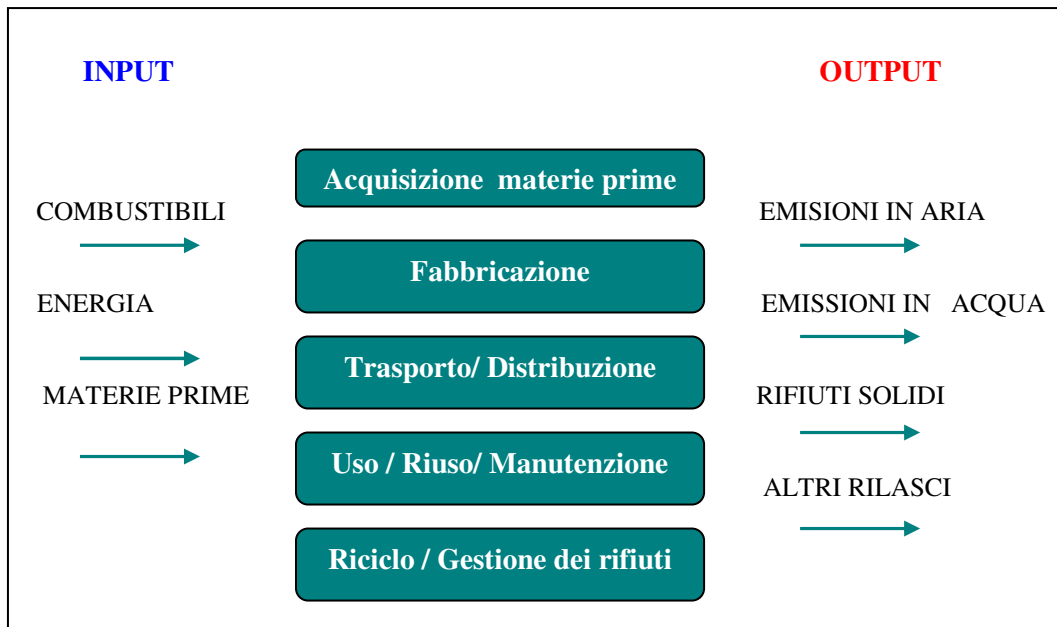 INPUT
OUTPUT
Acquisizione materie prime
COMBUSTIBILI
EMISIONI IN ARIA
Fabbricazione
ENERGIA
EMISSIONI IN ACQUA
Trasporto/ Distribuzione
MATERIE PRIME
RIFIUTI SOLIDI
Uso / Riuso/ Manutenzione
ALTRI RILASCI
Riciclo / Gestione dei rifiuti